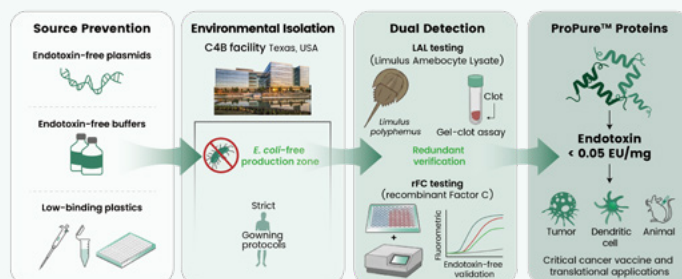 Source Prevention
Endotoxin-free plasmids
Endotoxin-free buffers
Low-binding plastics
Environmental Isolation
C4B facility Texas, USA
E. coli-free
production zone
Strict
Gowning
protocols
Dual Detection
LAL testing
(Limulus Amebocyte Lysate)
Limulus
polyphemus
Clot
Gel-clot assay
Redundant
verification
rFC testing
(recombinant Factor C)
Fluorometric
Endotoxin-free
validation
ProPure™ Proteins
Endotoxin
< 0.05 EU/mg
Tumor
Dendritic
cell
Animal
Critical cancer vaccine and
translational applications